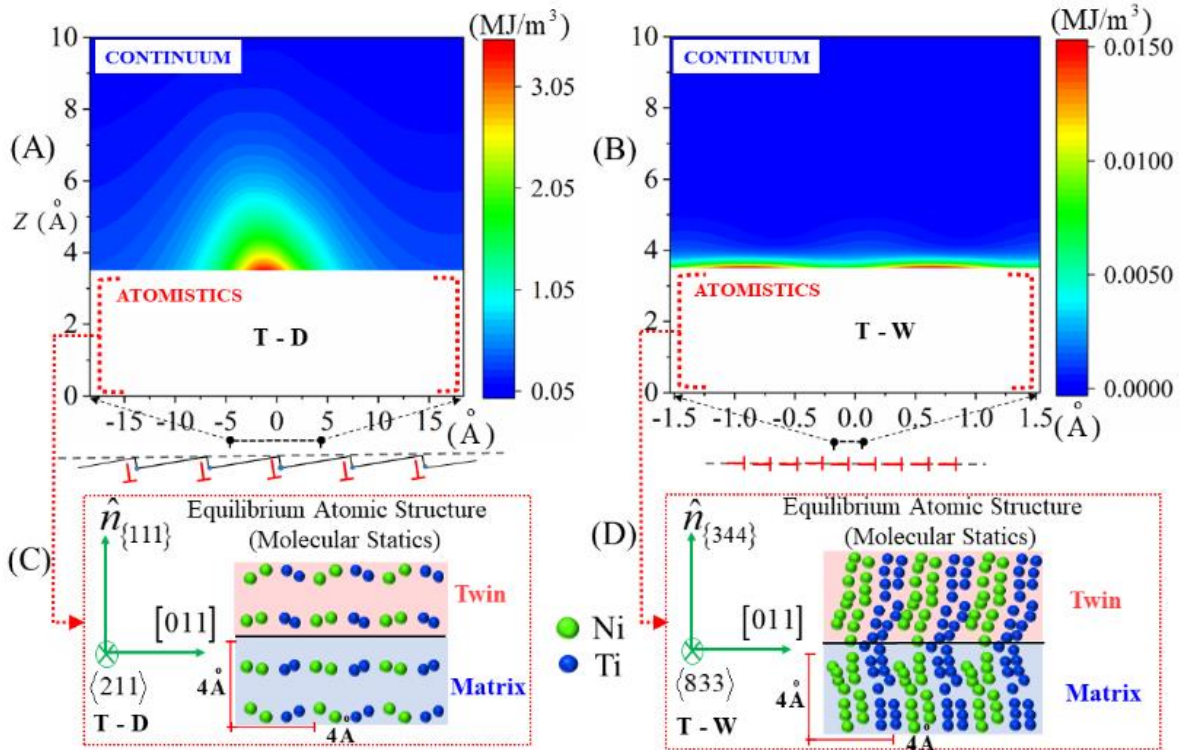 (MJ/m³)
(MJ/m³)
(A)
CONTINUUM
10
8
6
4
2
0
Z (Å)
ATOMISTICS
T - D
-15 -10 -5 0 5 10 15
(Å)
3.05
2.05
1.05
0.05
(B)
CONTINUUM
10
8
6
4
2
0
ATOMISTICS
T - W
-1.5 -1.0 -0.5 0.0 0.5 1.0 1.5
(Å)
0.0150
0.0100
0.0050
0.0000
(C)
n̂{111}
Equilibrium Atomic Structure
(Molecular Statics)
Twin
[011]
⟨211⟩
T - D
Matrix
4Å
4Å
Ni
Ti
(D)
n̂{344}
Equilibrium Atomic Structure
(Molecular Statics)
Twin
[011]
⟨833⟩
T - W
Matrix
4Å
4Å